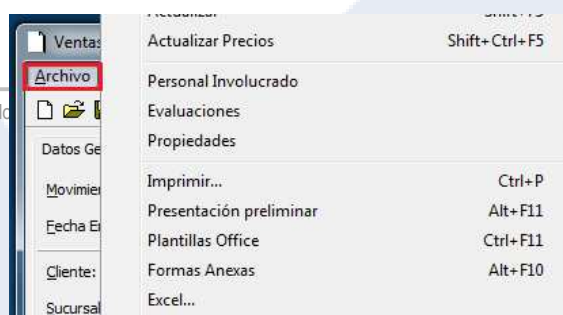 Ventas
Archivo
Datos Ge
Movimie
Fecha E
Cliente:
Sucursal
Actualizar Precios Shift+Ctrl+F5
Personal Involucrado
Evaluaciones
Propiedades
Imprimir... Ctrl+P
Presentación preliminar Alt+F11
Plantillas Office Ctrl+F11
Formas Anexas Alt+F10
Excel...